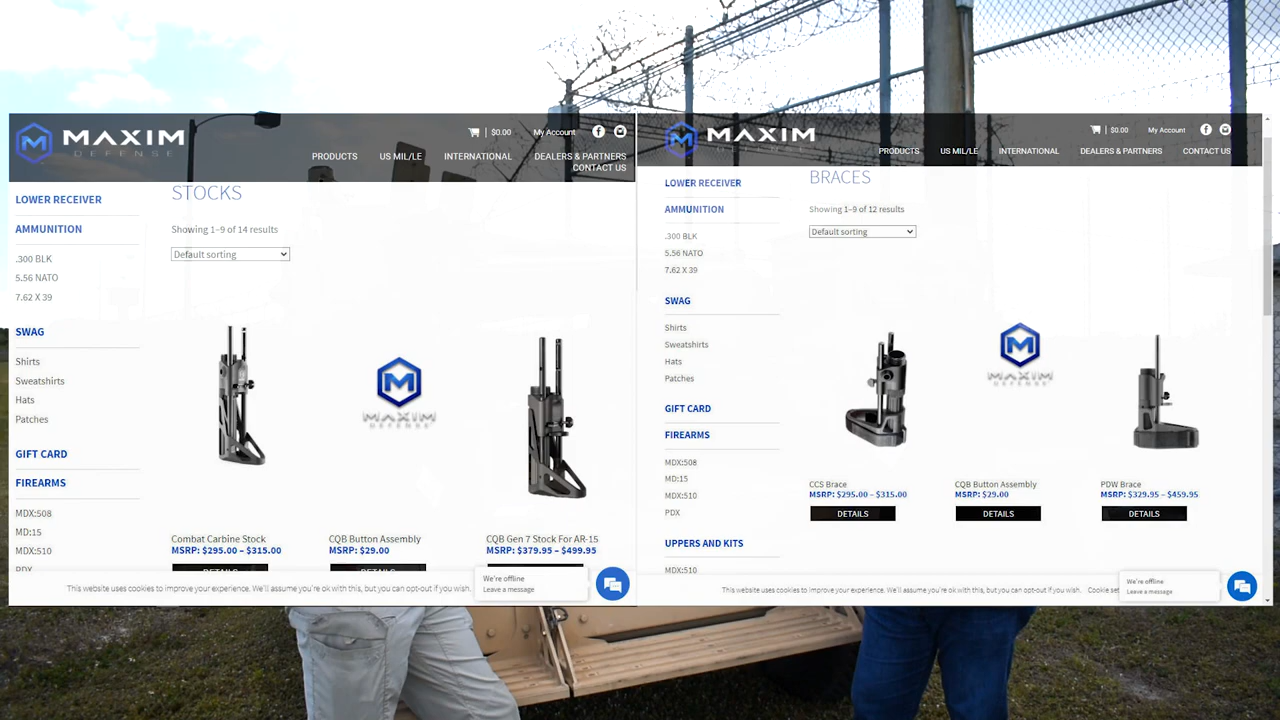 MAXIM
DEFENSE
$0.00
My Account
PRODUCTS
US MIL/LE
INTERNATIONAL
DEALERS & PARTNERS
CONTACT US
LOWER RECEIVER
AMMUNITION
.300 BLK
5.56 NATO
7.62 X 39
SWAG
Shirts
Sweatshirts
Hats
Patches
GIFT CARD
FIREARMS
MDX:508
MD:15
MDX:510
PDX
STOCKS
Showing 1–9 of 14 results
Default sorting
MAXIM
DEFENSE
Combat Carbine Stock
MSRP: $295.00 – $315.00
DETAILS
CQB Button Assembly
MSRP: $29.00
DETAILS
CQB Gen 7 Stock For AR-15
MSRP: $379.95 – $499.95
This website uses cookies to improve your experience. We'll assume you're ok with this, but you can opt-out if you wish.
We're offline
Leave a message
MAXIM
DEFENSE
$0.00
My Account
PRODUCTS
US MIL/LE
INTERNATIONAL
DEALERS & PARTNERS
CONTACT US
LOWER RECEIVER
AMMUNITION
.300 BLK
5.56 NATO
7.62 X 39
SWAG
Shirts
Sweatshirts
Hats
Patches
GIFT CARD
FIREARMS
MDX:508
MD:15
MDX:510
PDX
UPPERS AND KITS
MDX:510
BRACES
Showing 1–9 of 12 results
Default sorting
MAXIM
DEFENSE
CCS Brace
MSRP: $295.00 – $315.00
DETAILS
CQB Button Assembly
MSRP: $29.00
DETAILS
PDW Brace
MSRP: $329.95 – $459.95
DETAILS
This website uses cookies to improve your experience. We'll assume you're ok with this, but you can opt-out if you wish.
Cookie set
We're offline
Leave a message